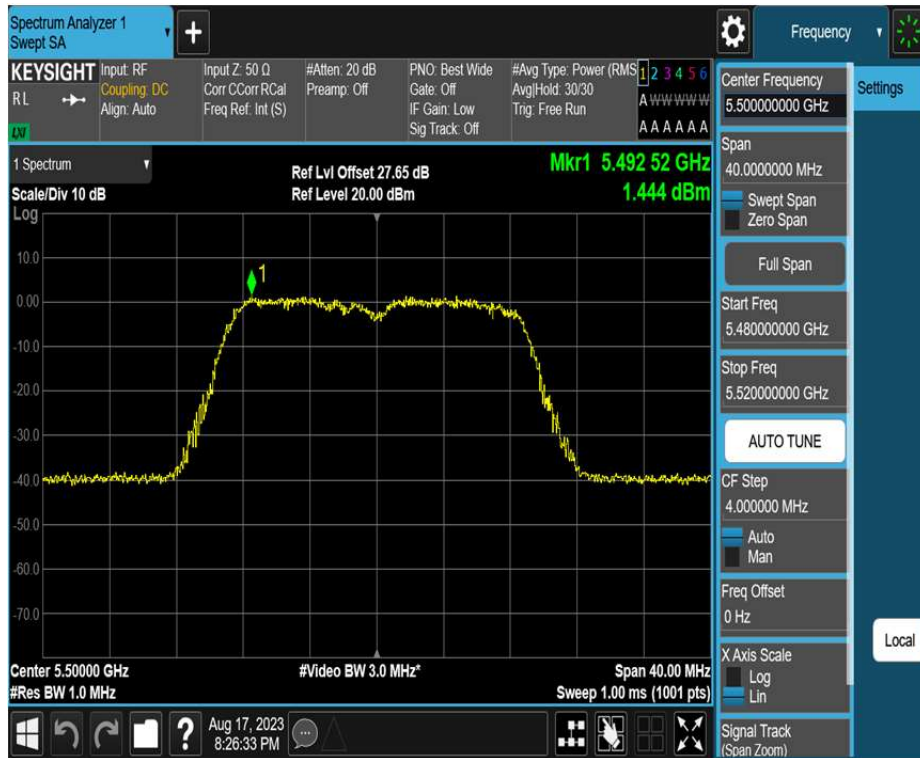 Spectrum Analyzer 1
Swept SA
+
Frequency
KEYSIGHT
RL
LXI
Input: RF
Coupling: DC
Align: Auto
Input Z: 50 Ω
Corr CCorr RCal
Freq Ref: Int (S)
#Atten: 20 dB
Preamp: Off
PNO: Best Wide
Gate: Off
IF Gain: Low
Sig Track: Off
#Avg Type: Power (RMS
Avg|Hold: 30/30
Trig: Free Run
1 2 3 4 5 6
A W W W W W
A A A A A A
1 Spectrum
Scale/Div 10 dB
Log
Ref Lvl Offset 27.65 dB
Ref Level 20.00 dBm
Mkr1 5.492 52 GHz
1.444 dBm
1
10.0
0.00
-10.0
-20.0
-30.0
-40.0
-50.0
-60.0
-70.0
Center 5.50000 GHz
#Res BW 1.0 MHz
#Video BW 3.0 MHz*
Span 40.00 MHz
Sweep 1.00 ms (1001 pts)
Center Frequency
5.50000000 GHz
Span
40.0000000 MHz
Swept Span
Zero Span
Full Span
Start Freq
5.480000000 GHz
Stop Freq
5.520000000 GHz
AUTO TUNE
CF Step
4.000000 MHz
Auto
Man
Freq Offset
0 Hz
X Axis Scale
Log
Lin
Signal Track
(Span Zoom)
Settings
Local
?
Aug 17, 2023
8:26:33 PM